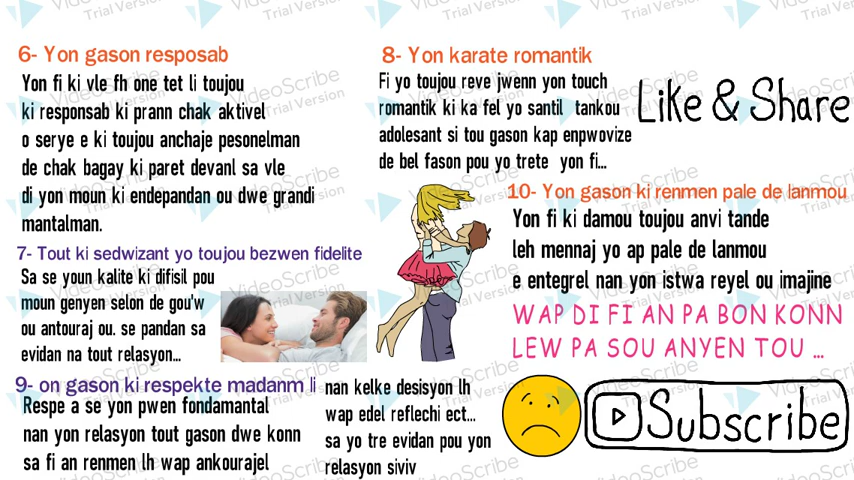 6- Yon gason resposab
Yon fi ki vle fh one tet li toujou
ki responsab ki prann chak aktivel
o serye e ki toujou anchaje pesonelman
de chak bagay ki paret devanl sa vle
di yon moun ki endepandan ou dwe grandi
mantalman.
7- Tout ki sedwizant yo toujou bezwen fidelite
Sa se youn kalite ki difisil pou
moun genyen selon de gou'w
ou antouraj ou. se pandan sa
evidan na tout relasyon...
9- on gason ki respekte madanm li
Respe a se yon pwen fondamantal
nan yon relasyon tout gason dwe konn
sa fi an renmen lh wap ankourajel
nan kelke desisyon lh
wap edel reflechi ect...
sa yo tre evidan pou yon
relasyon siviv
8- Yon karate romantik
Fi yo toujou reve jwenn yon touch
romantik ki ka fel yo santil tankou
adolesant si tou gason kap enpwovize
de bel fason pou yo trete yon fi...
Like & Share
10- Yon gason ki renmen pale de lanmou
Yon fi ki damou toujou anvi tande
leh mennaj yo ap pale de lanmou
e entegrel nan yon istwa reyel ou imajine
WAP DI FI AN PA BON KONN
LEW PA SOU ANYEN TOU ...
Subscribe
VideoScribe
Trial Version